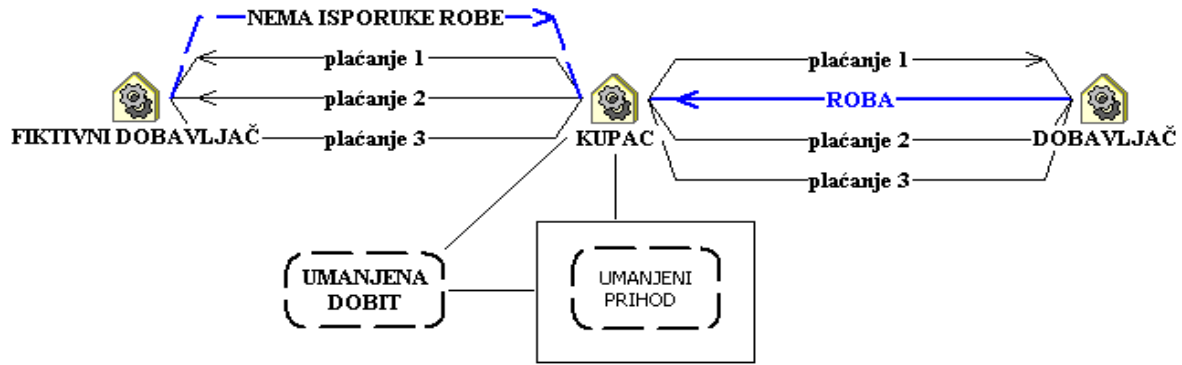 NEMA ISPORUKE ROBE
plaćanje 1
plaćanje 2
plaćanje 3
FIKTIVNI DOBAVLJAČ
KUPAC
plaćanje 1
ROBA
plaćanje 2
plaćanje 3
DOBAVLJAČ
UMANJENA
DOBIT
UMANJENI
PRIHOD